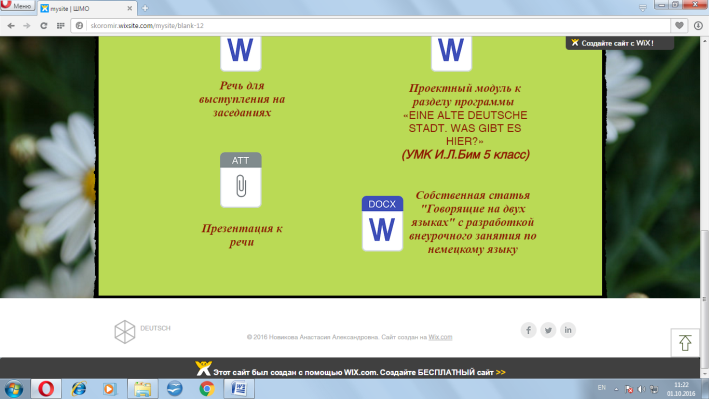 Меню
mysite | ШМО
skoromir.wixsite.com/mysite/blank-12
Создайте сайт с WiX!
W
Речь для
выступления на
заседаниях
W
Проектный модуль к
разделу программы
«EINE ALTE DEUTSCHE
STADT. WAS GIBT ES
HIER?»
(УМК И.Л.Бим 5 класс)
ATT
Презентация к
речи
DOCX
W
Собственная статья
"Говорящие на двух
языках" с разработкой
внеурочного занятия по
немецкому языку
DEUTSCH
© 2016 Новикова Анастасия Александровна. Сайт создан на Wix.com
Этот сайт был создан с помощью WIX.com. Создайте БЕСПЛАТНЫЙ сайт >>
EN
11:22
01.10.2016